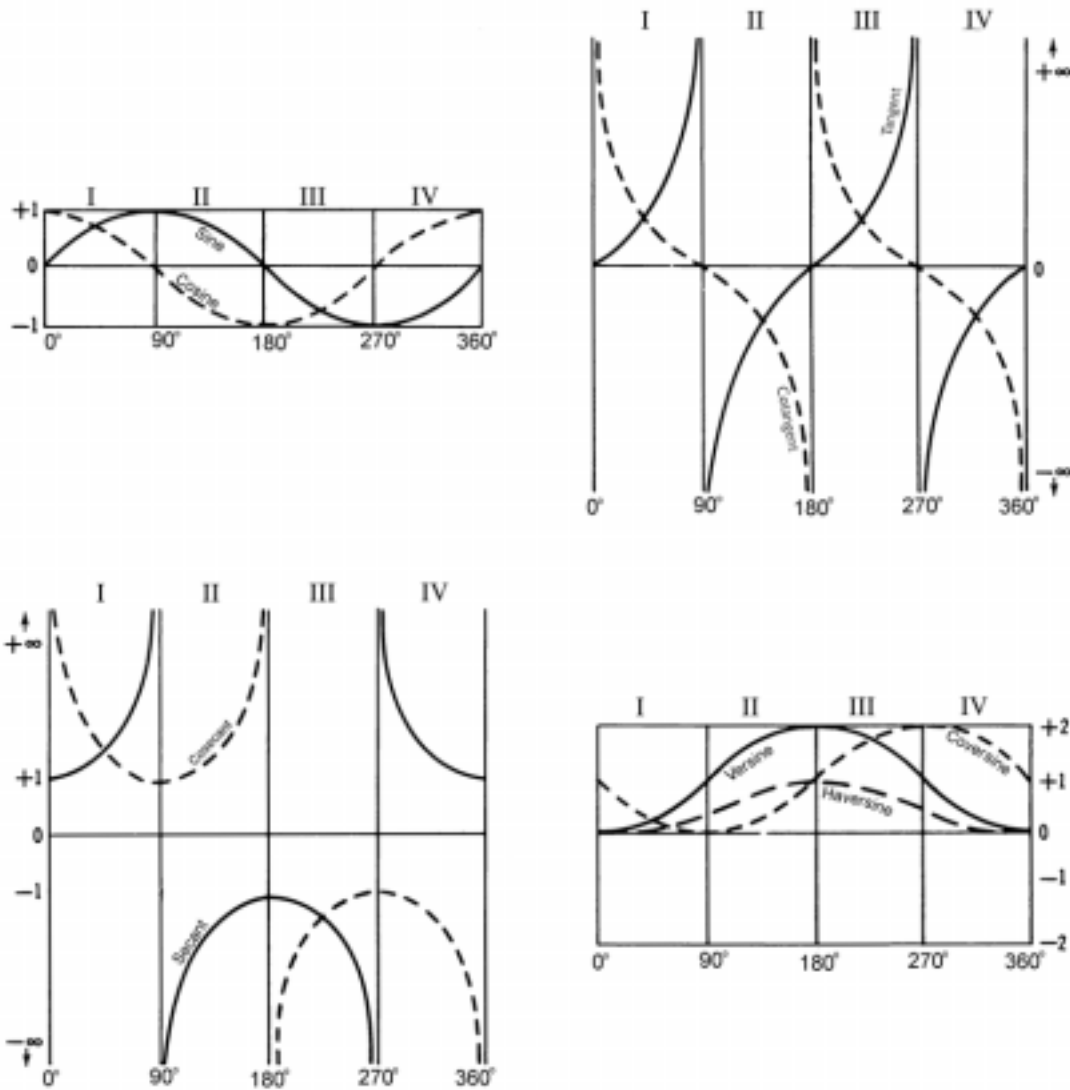 I II III IV
+1
Sine
0
Cosine
−1
0° 90° 180° 270° 360°
I II III IV
+∞
Tangent
0
Cotangent
−∞
0° 90° 180° 270° 360°
I II III IV
+∞
Cosecant
+1
0
−1
Secant
−∞
0° 90° 180° 270° 360°
I II III IV
+2
Versine
Coversine
+1
Haversine
0
−1
−2
0° 90° 180° 270° 360°